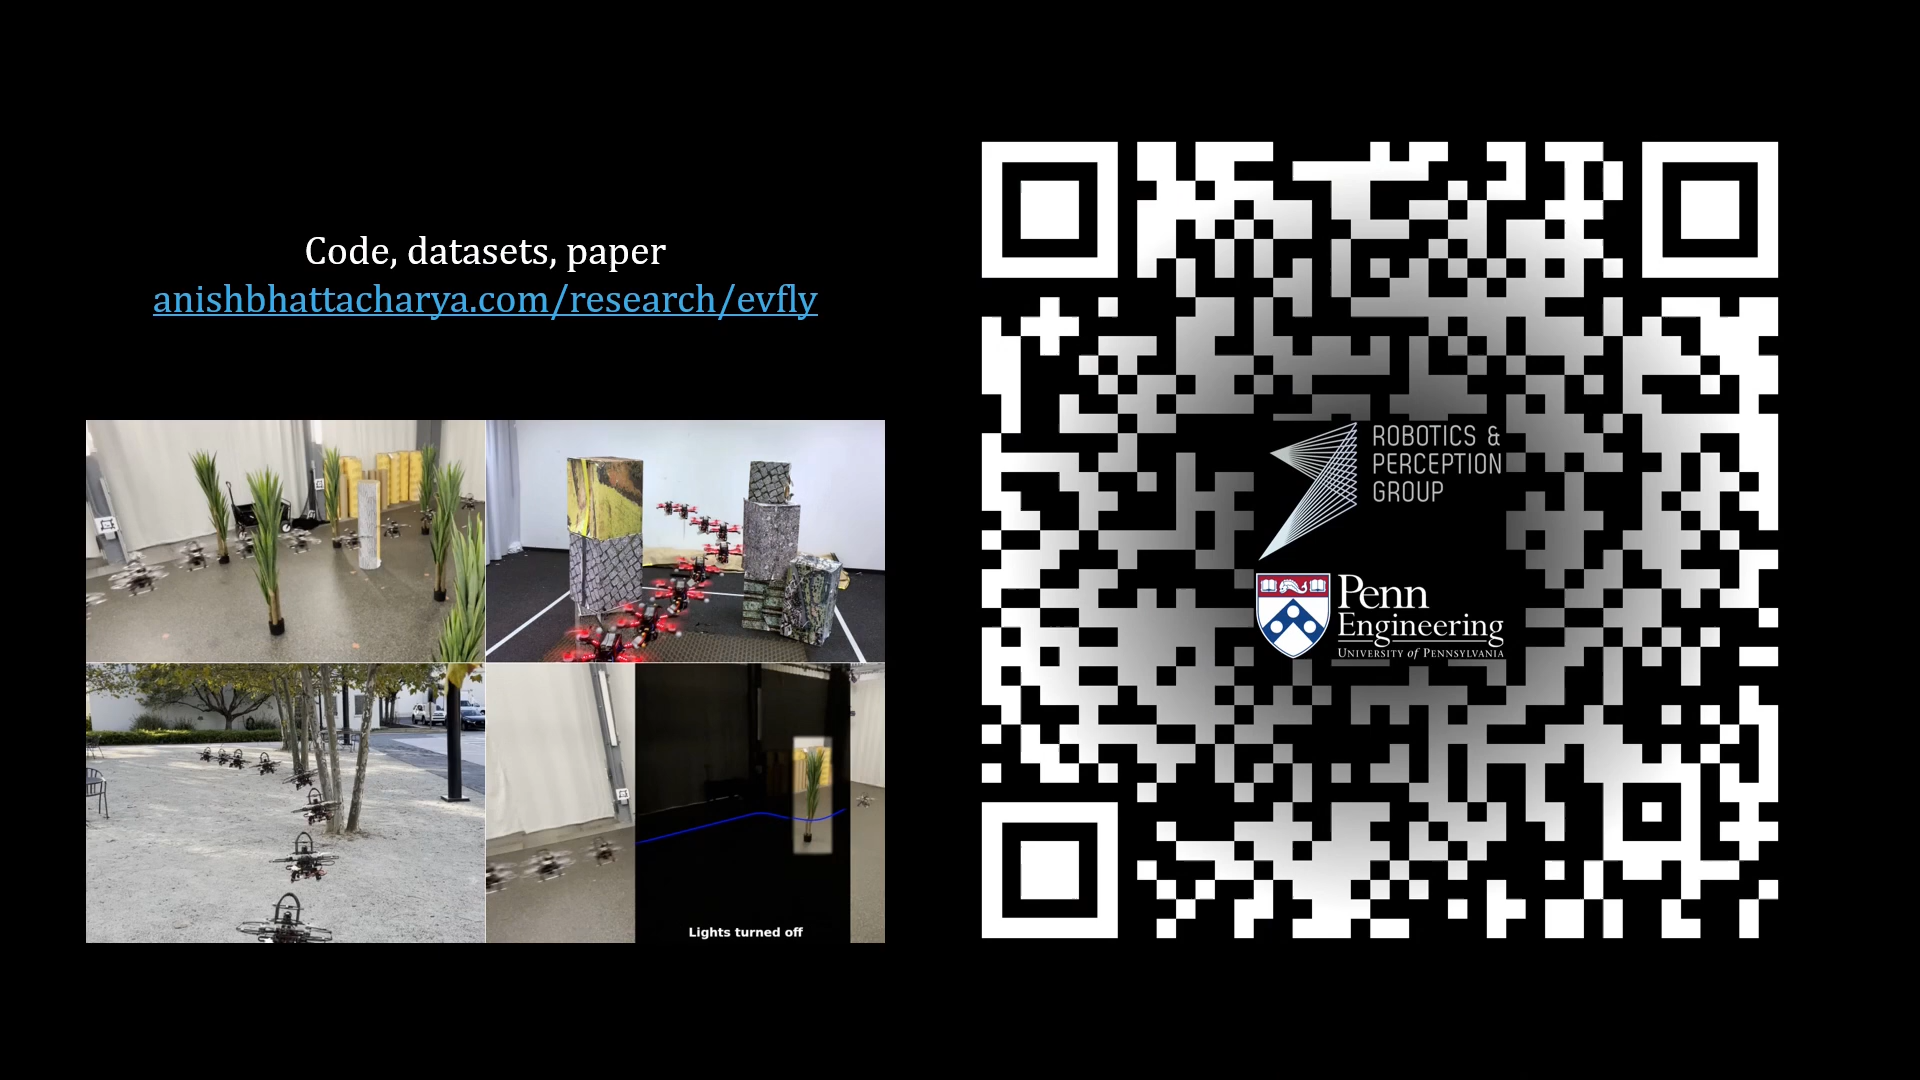 Code, datasets, paper
anishbhattacharya.com/research/evfly
Lights turned off
ROBOTICS &
PERCEPTION
GROUP
Penn
Engineering
UNIVERSITY of PENNSYLVANIA